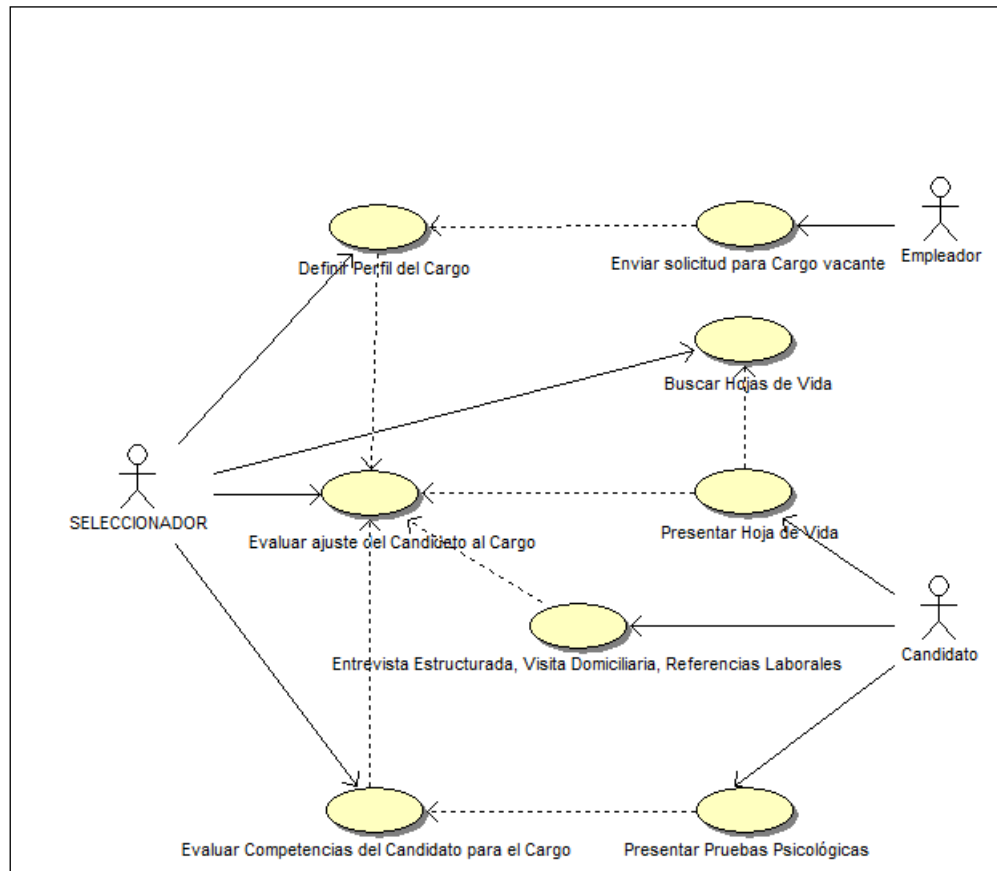 Empleador
Definir Perfil del Cargo
Enviar solicitud para Cargo vacante
Buscar Hojas de Vida
SELECCIONADOR
Evaluar ajuste del Candidato al Cargo
Presentar Hoja de Vida
Candidato
Entrevista Estructurada, Visita Domiciliaria, Referencias Laborales
Evaluar Competencias del Candidato para el Cargo
Presentar Pruebas Psicológicas